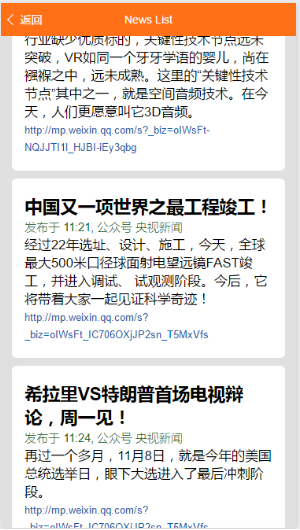 返回
News List
行业缺少优质标的，关键性技术节点远未
突破，VR如同一个牙牙学语的婴儿，尚在
襁褓之中，远未成熟。这里的“关键性技术
节点”其中之一，就是空间音频技术。在今
天，人们更愿意叫它3D音频。
http://mp.weixin.qq.com/s?_biz=oIWsFt-
NQJJTI1I_HJBI-lEy3qbg
中国又一项世界之最工程竣工！
发布于 11:21, 公众号 央视新闻
经过22年选址、设计、施工，今天，全球
最大500米口径球面射电望远镜FAST竣
工，并进入调试、 试观测阶段。今后，它
将带着大家一起见证科学奇迹！
http://mp.weixin.qq.com/s?
_biz=oIWsFt_IC706OXjJP2sn_T5MxVfs
希拉里VS特朗普首场电视辩
论，周一见！
发布于 11:24, 公众号 央视新闻
再过一个多月，11月8日，就是今年的美国
总统选举日，眼下大选进入了最后冲刺阶
段。
http://mp.weixin.qq.com/s?
_biz=oIWsFt_IC706OXjJP2sn_T5MxVfs